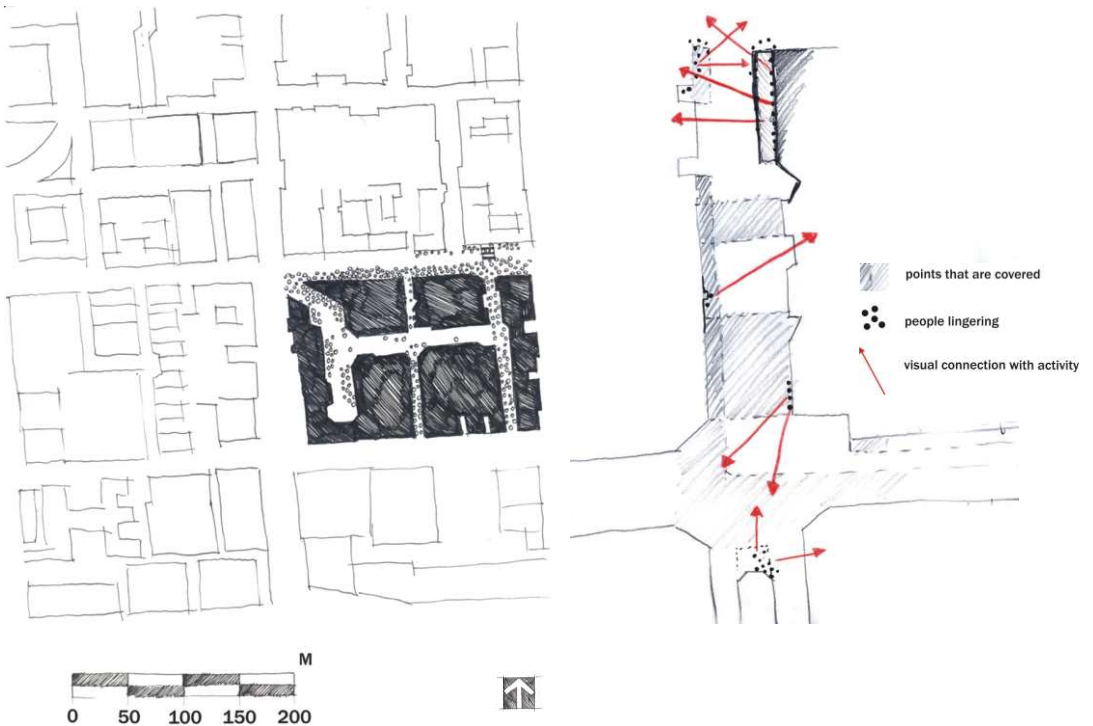 points that are covered
people lingering
visual connection with activity
M
0 50 100 150 200